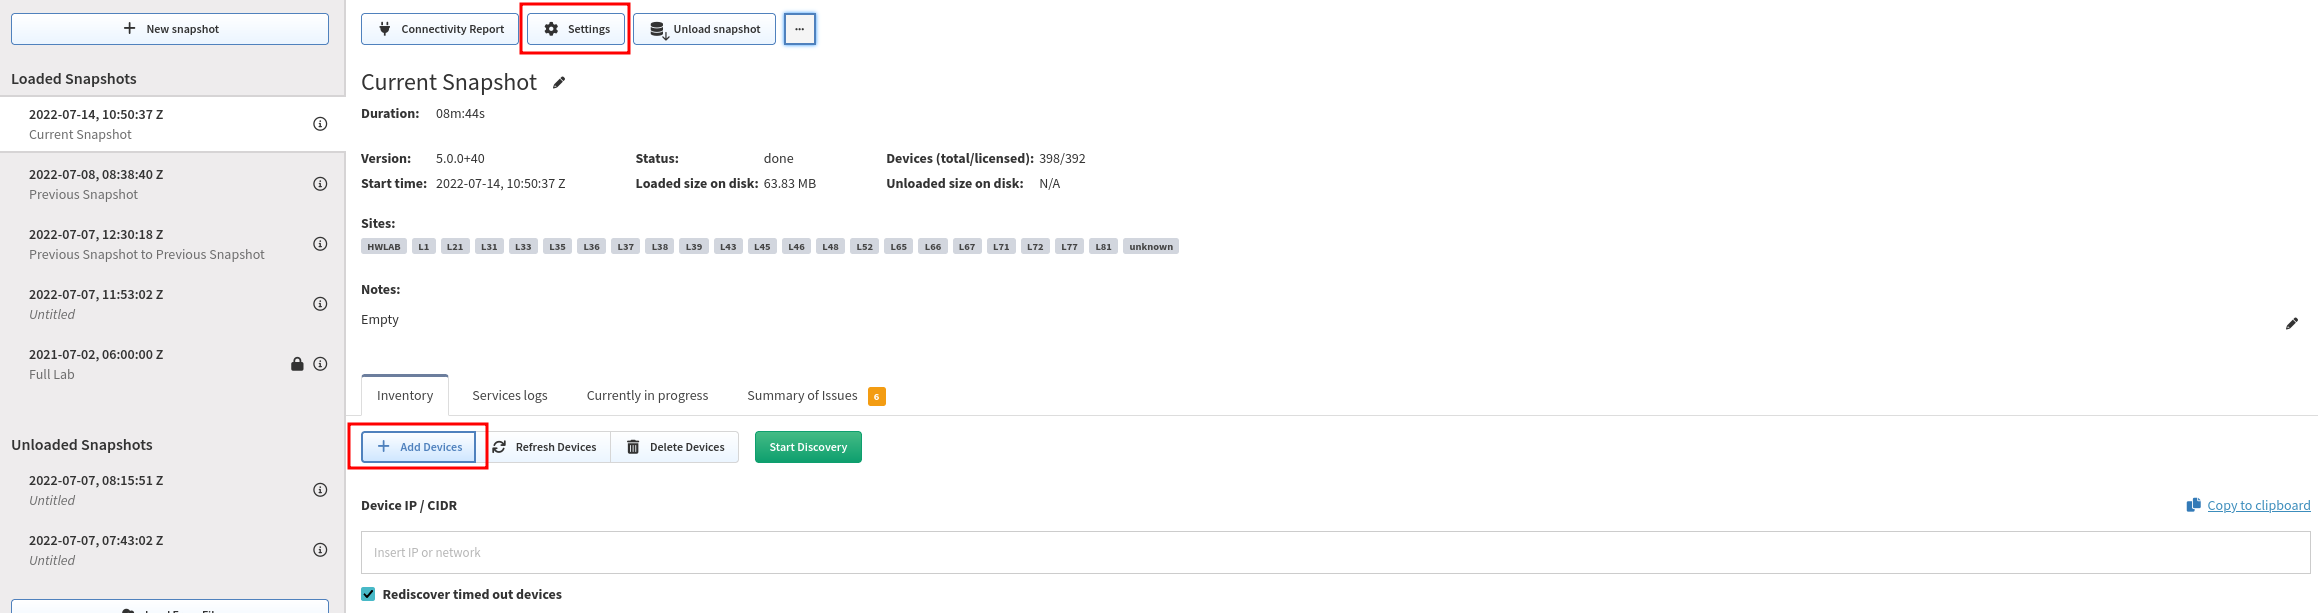 New snapshot
Loaded Snapshots
2022-07-14, 10:50:37 Z
Current Snapshot
2022-07-08, 08:38:40 Z
Previous Snapshot
2022-07-07, 12:30:18 Z
Previous Snapshot to Previous Snapshot
2022-07-07, 11:53:02 Z
Untitled
2021-07-02, 06:00:00 Z
Full Lab
Unloaded Snapshots
2022-07-07, 08:15:51 Z
Untitled
2022-07-07, 07:43:02 Z
Untitled
Connectivity Report Settings Unload snapshot ...
Current Snapshot
Duration: 08m:44s
Version: 5.0.0+40 Status: done Devices (total/licensed): 398/392
Start time: 2022-07-14, 10:50:37 Z Loaded size on disk: 63.83 MB Unloaded size on disk: N/A
Sites:
HWLAB L1 L21 L31 L33 L35 L36 L37 L38 L39 L43 L45 L46 L48 L52 L65 L66 L67 L71 L72 L77 L81 unknown
Notes:
Empty
Inventory Services logs Currently in progress Summary of Issues 6
Add Devices Refresh Devices Delete Devices Start Discovery
Device IP / CIDR Copy to clipboard
Insert IP or network
Rediscover timed out devices